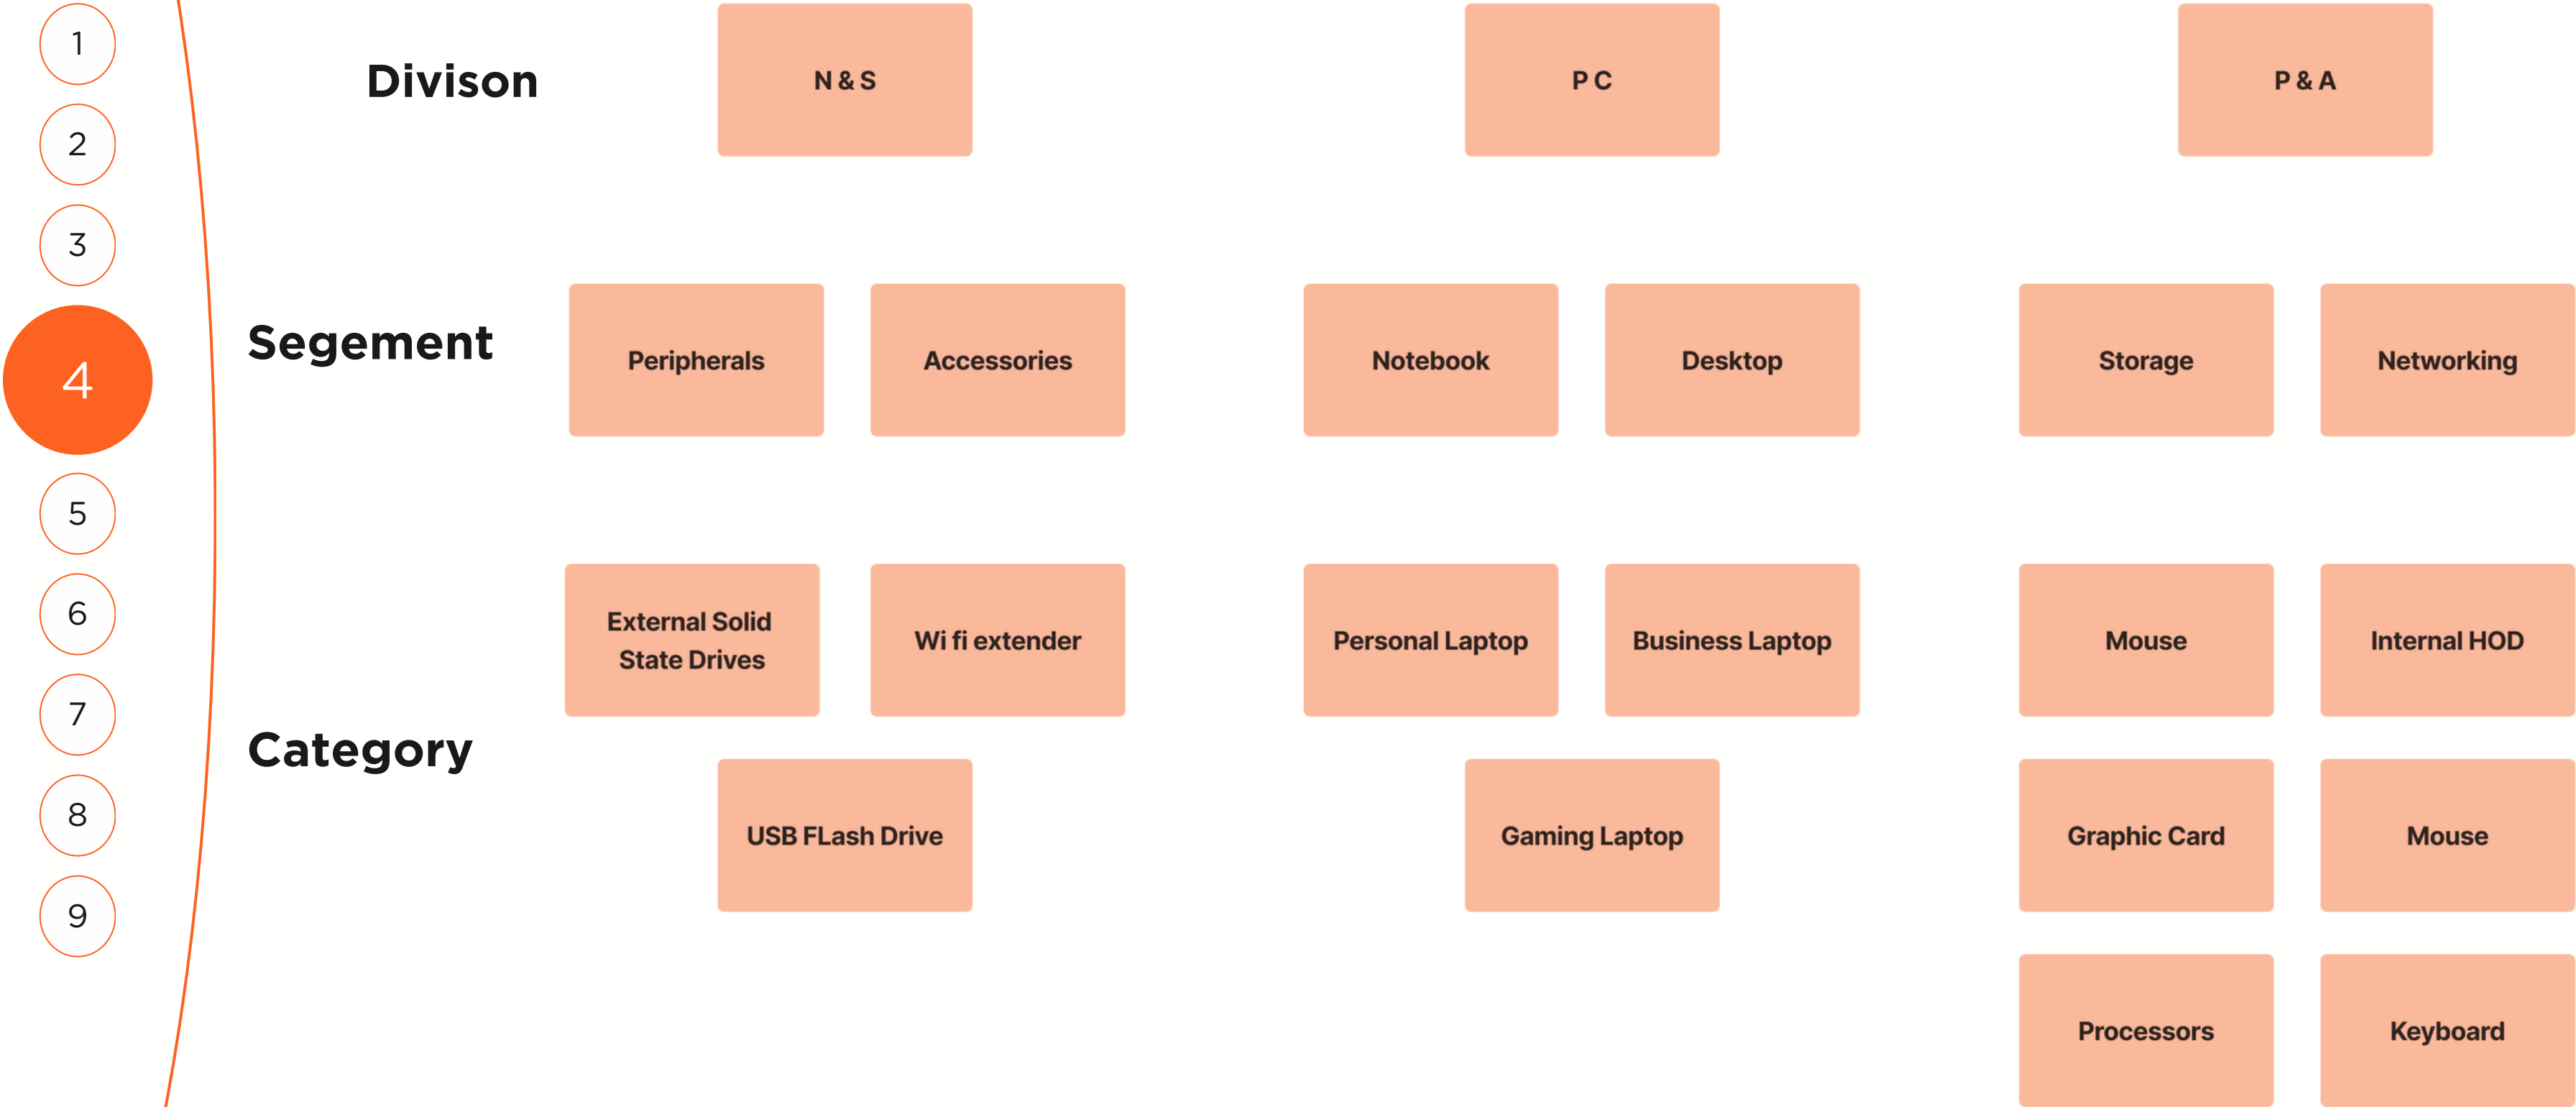 1
2
3
4
5
6
7
8
9
Divison
N & S
P C
P & A
Segement
Peripherals
Accessories
Notebook
Desktop
Storage
Networking
Category
External Solid
State Drives
Wi fi extender
Personal Laptop
Business Laptop
Mouse
Internal HOD
USB FLash Drive
Gaming Laptop
Graphic Card
Mouse
Processors
Keyboard